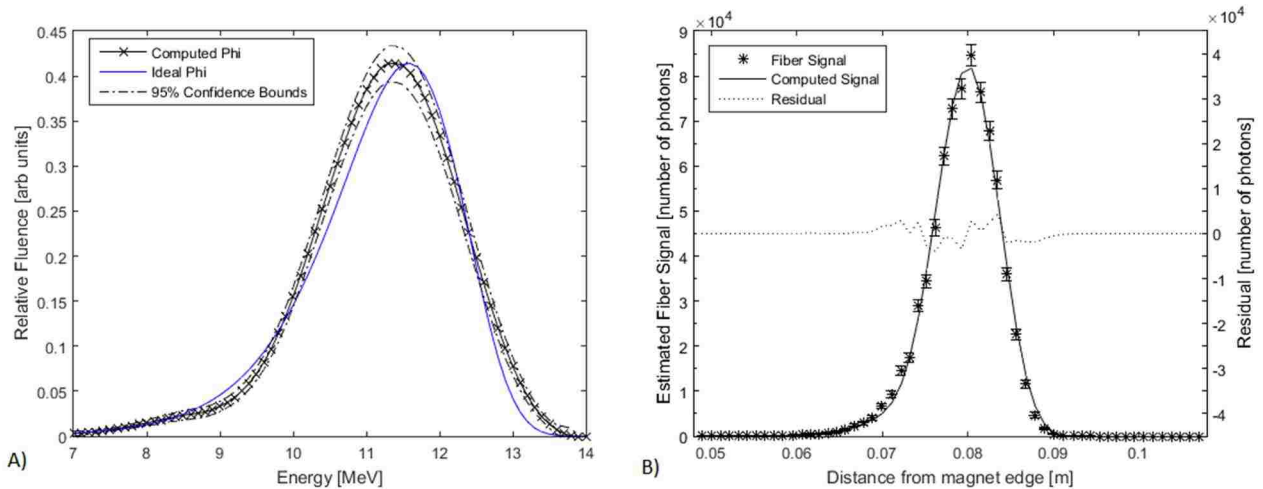 0.45
0.4
0.35
0.3
0.25
0.2
0.15
0.1
0.05
0
Relative Fluence [arb units]
Computed Phi
Ideal Phi
95% Confidence Bounds
7 8 9 10 11 12 13 14
Energy [MeV]
A)
×10⁴
9
8
7
6
5
4
3
2
1
0
Estimated Fiber Signal [number of photons]
Fiber Signal
Computed Signal
Residual
×10⁴
4
3
2
1
0
-1
-2
-3
-4
Residual [number of photons]
0.05 0.06 0.07 0.08 0.09 0.1
Distance from magnet edge [m]
B)